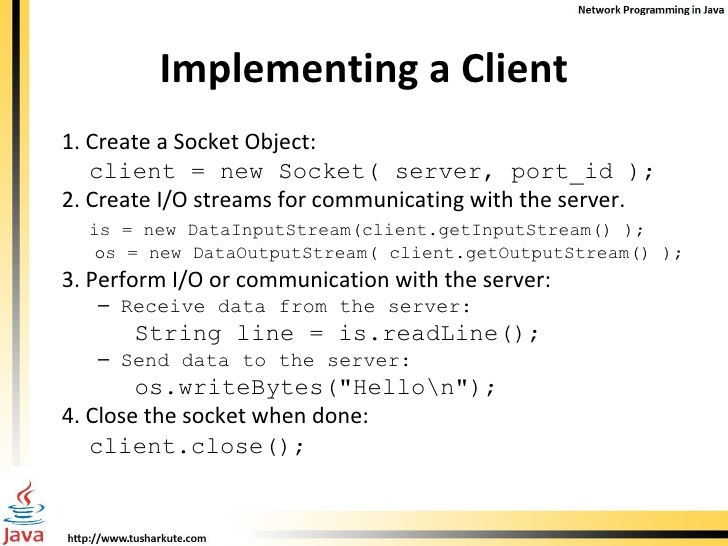 Network Programming in Java
Implementing a Client
1. Create a Socket Object:
client = new Socket( server, port_id );
2. Create I/O streams for communicating with the server.
is = new DataInputStream(client.getInputStream() );
os = new DataOutputStream( client.getOutputStream() );
3. Perform I/O or communication with the server:
– Receive data from the server:
String line = is.readLine();
– Send data to the server:
os.writeBytes("Hello\n");
4. Close the socket when done:
client.close();
Java
http://www.tusharkute.com